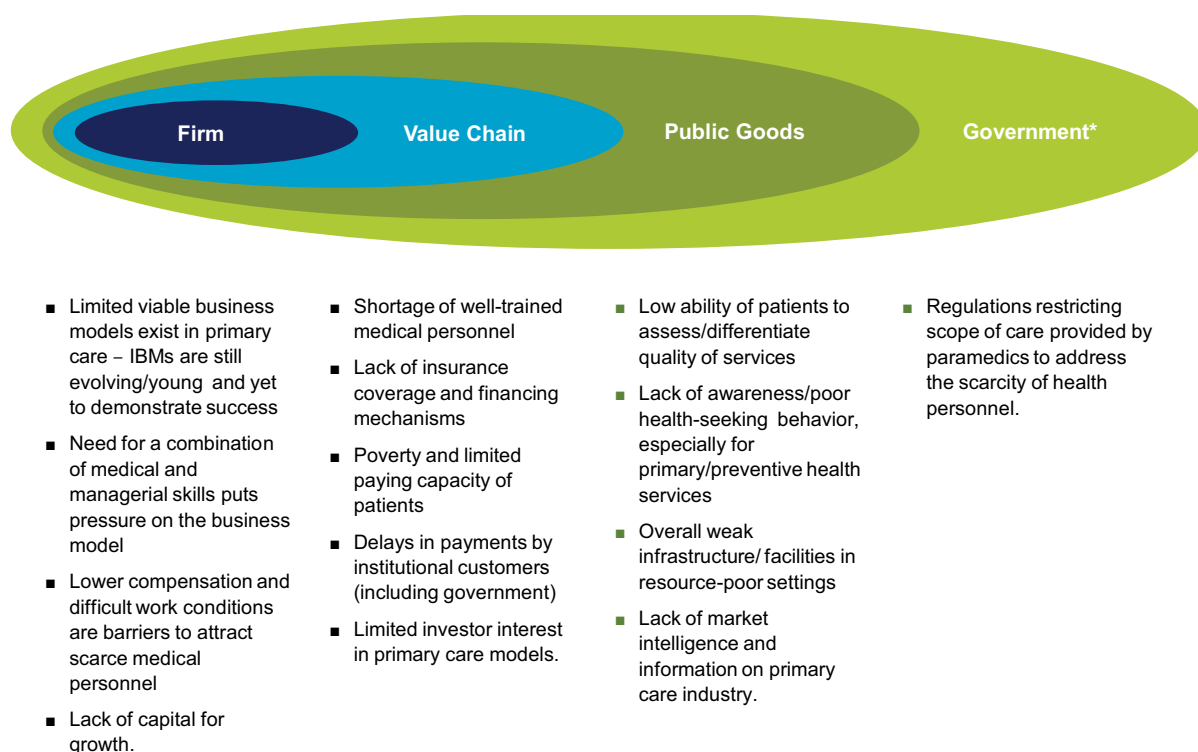 Firm
Value Chain
Public Goods
Government*
■ Limited viable business
models exist in primary
care – IBMs are still
evolving/young and yet
to demonstrate success
■ Need for a combination
of medical and
managerial skills puts
pressure on the business
model
■ Lower compensation and
difficult work conditions
are barriers to attract
scarce medical
personnel
■ Lack of capital for
growth.
■ Shortage of well-trained
medical personnel
■ Lack of insurance
coverage and financing
mechanisms
■ Poverty and limited
paying capacity of
patients
■ Delays in payments by
institutional customers
(including government)
■ Limited investor interest
in primary care models.
■ Low ability of patients to
assess/differentiate
quality of services
■ Lack of awareness/poor
health-seeking behavior,
especially for
primary/preventive health
services
■ Overall weak
infrastructure/ facilities in
resource-poor settings
■ Lack of market
intelligence and
information on primary
care industry.
■ Regulations restricting
scope of care provided by
paramedics to address
the scarcity of health
personnel.